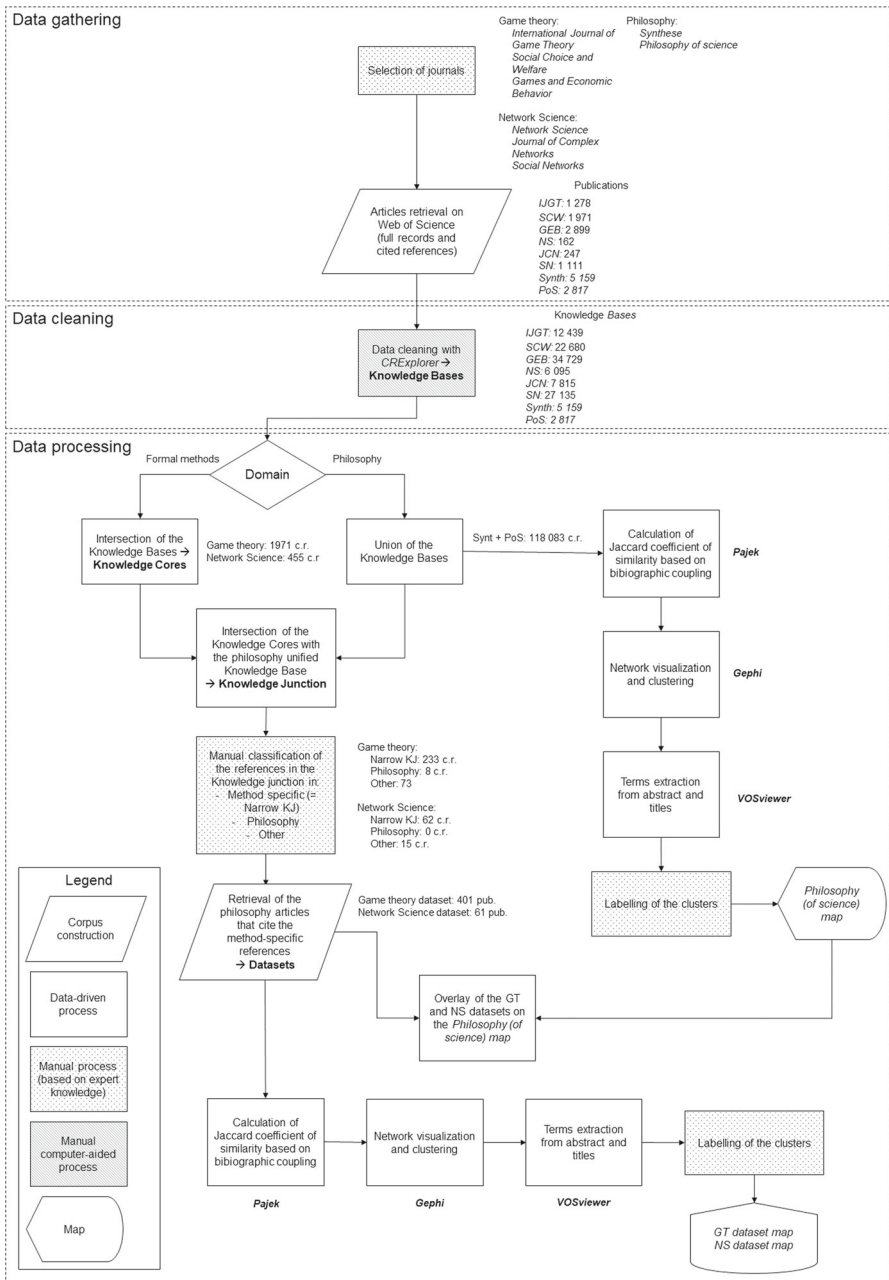 Data gathering
Selection of journals
Game theory:
International Journal of
Game Theory
Social Choice and
Welfare
Games and Economic
Behavior
Philosophy:
Synthese
Philosophy of science
Network Science:
Network Science
Journal of Complex
Networks
Social Networks
Articles retrieval on
Web of Science
(full records and
cited references)
Publications
IJGT: 1 278
SCW: 1 971
GEB: 2 899
NS: 162
JCN: 247
SN: 1 111
Synth: 5 159
PoS: 2 817
Data cleaning
Data cleaning with
CRExplorer →
Knowledge Bases
Knowledge Bases
IJGT: 12 439
SCW: 22 680
GEB: 34 729
NS: 6 095
JCN: 7 815
SN: 27 135
Synth: 5 159
PoS: 2 817
Data processing
Formal methods
Domain
Philosophy
Intersection of the
Knowledge Bases →
Knowledge Cores
Game theory: 1971 c.r.
Network Science: 455 c.r
Union of the
Knowledge Bases
Synt + PoS: 118 083 c.r.
Calculation of
Jaccard coefficient of
similarity based on
bibiographic coupling
Pajek
Intersection of the
Knowledge Cores with
the philosophy unified
Knowledge Base
→ Knowledge Junction
Network visualization
and clustering
Gephi
Manual classification of
the references in the
Knowledge junction in:
- Method specific (=
Narrow KJ)
- Philosophy
- Other
Game theory:
Narrow KJ: 233 c.r.
Philosophy: 8 c.r.
Other: 73
Network Science:
Narrow KJ: 62 c.r.
Philosophy: 0 c.r.
Other: 15 c.r.
Terms extraction
from abstract and
titles
VOSviewer
Labelling of the clusters
Philosophy
(of science)
map
Retrieval of the
philosophy articles
that cite the
method-specific
references
→ Datasets
Game theory dataset: 401 pub.
Network Science dataset: 61 pub.
Overlay of the GT
and NS datasets on
the Philosophy (of
science) map
Legend
Corpus
construction
Data-driven
process
Manual process
(based on expert
knowledge)
Manual
computer-aided
process
Map
Calculation of
Jaccard coefficient of
similarity based on
bibiographic coupling
Pajek
Network visualization
and clustering
Gephi
Terms extraction
from abstract and
titles
VOSviewer
Labelling of the clusters
GT dataset map
NS dataset map